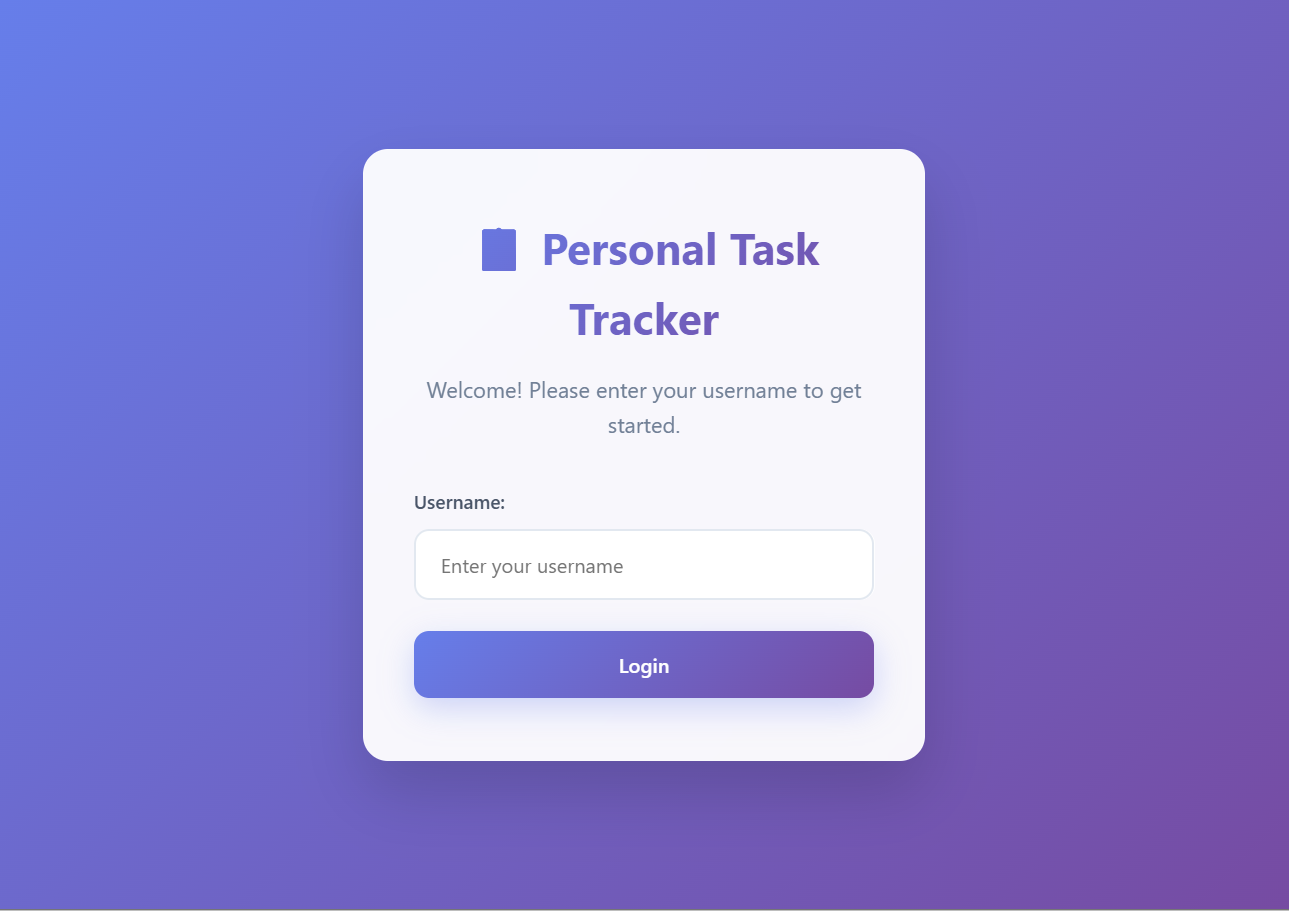 Personal Task
Tracker
Welcome! Please enter your username to get
started.
Username:
Enter your username
Login